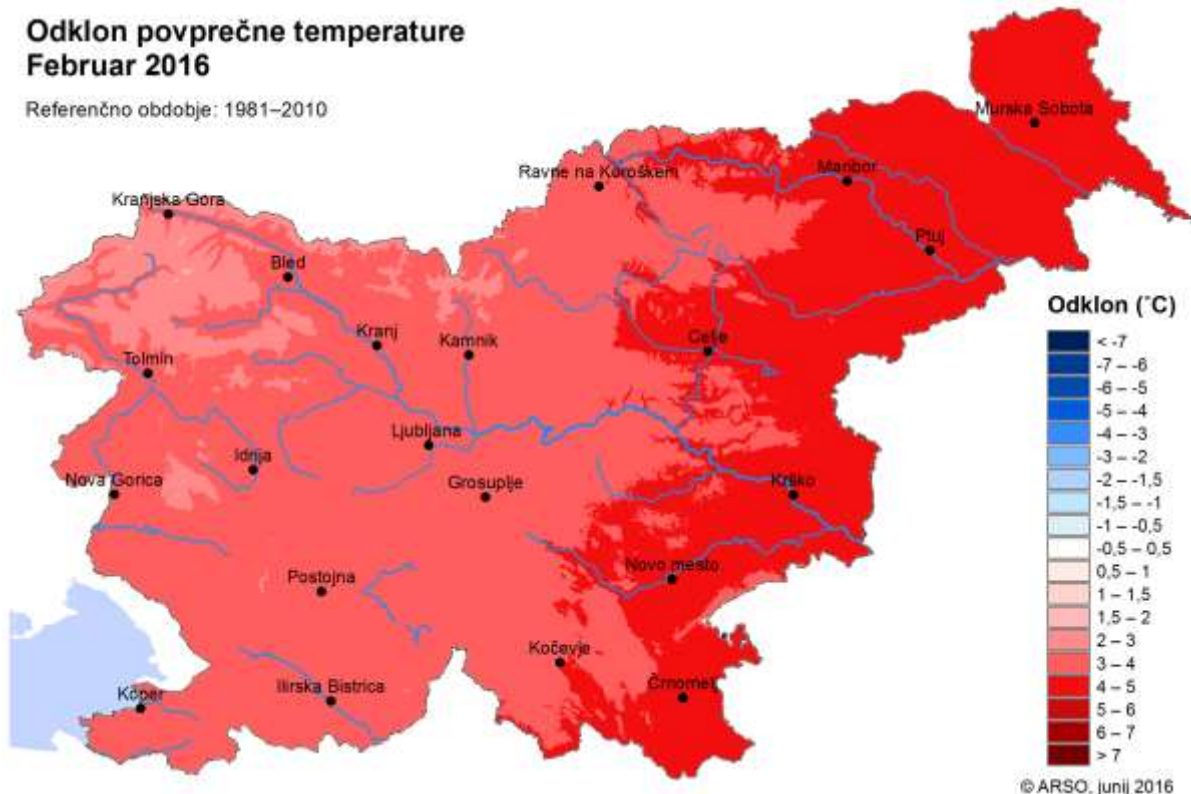 Odklon povprečne temperature
Februar 2016
Referenčno obdobje: 1981–2010
Murska Sobota
Ravne na Koroškem
Maribor
Kranjska Gora
Ptuj
Bled
Odklon (˚C)
Kranj
Kamnik
Celje
Tolmin
Ljubljana
Idrija
Nova Gorica
Grosuplje
Krško
Novo mesto
Postojna
Kočevje
Koper
Ilirska Bistrica
Črnomelj
< -7
-7 – -6
-6 – -5
-5 – -4
-4 – -3
-3 – -2
-2 – -1,5
-1,5 – -1
-1 – -0,5
-0,5 – 0,5
0,5 – 1
1 – 1,5
1,5 – 2
2 – 3
3 – 4
4 – 5
5 – 6
6 – 7
> 7
© ARSO, junij 2016